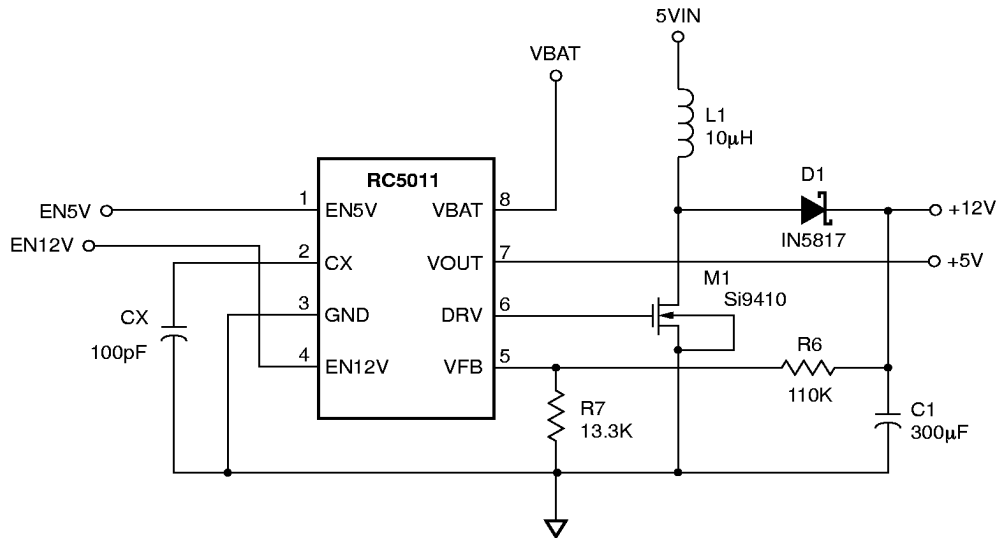 5VIN
VBAT
L1
10μH
RC5011
D1
1
EN5V
VBAT
8
EN5V
+12V
IN5817
EN12V
2
CX
VOUT
7
+5V
M1
Si9410
3
GND
DRV
6
CX
100pF
R6
4
EN12V
VFB
5
110K
R7
13.3K
C1
300μF